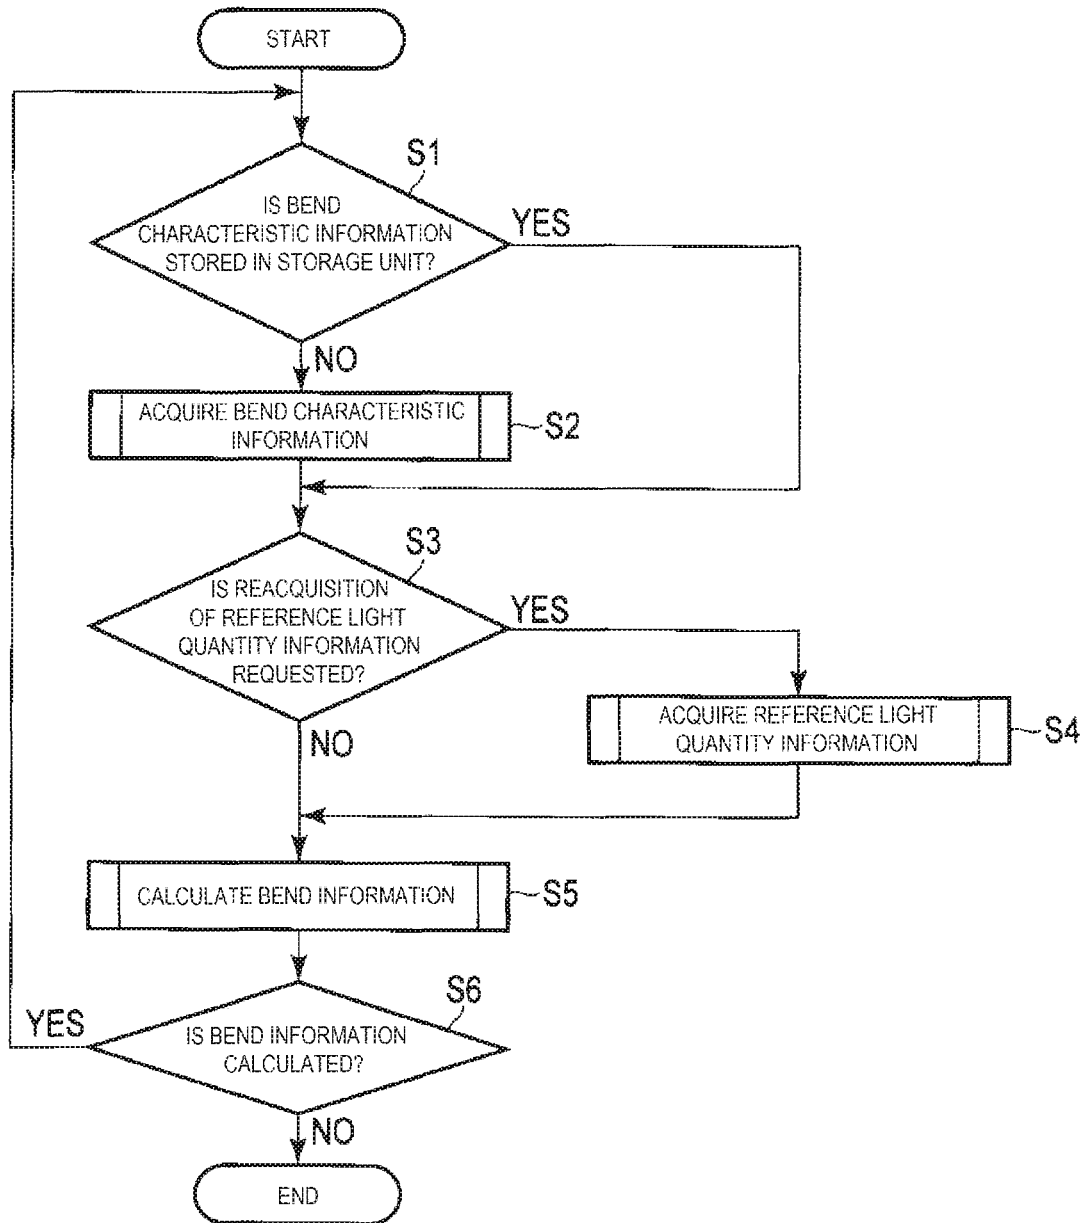 START
S1
IS BEND
CHARACTERISTIC INFORMATION
STORED IN STORAGE UNIT?
YES
NO
ACQUIRE BEND CHARACTERISTIC
INFORMATION
S2
S3
IS REACQUISITION
OF REFERENCE LIGHT
QUANTITY INFORMATION
REQUESTED?
YES
NO
ACQUIRE REFERENCE LIGHT
QUANTITY INFORMATION
S4
CALCULATE BEND INFORMATION
S5
S6
YES
IS BEND INFORMATION
CALCULATED?
NO
END